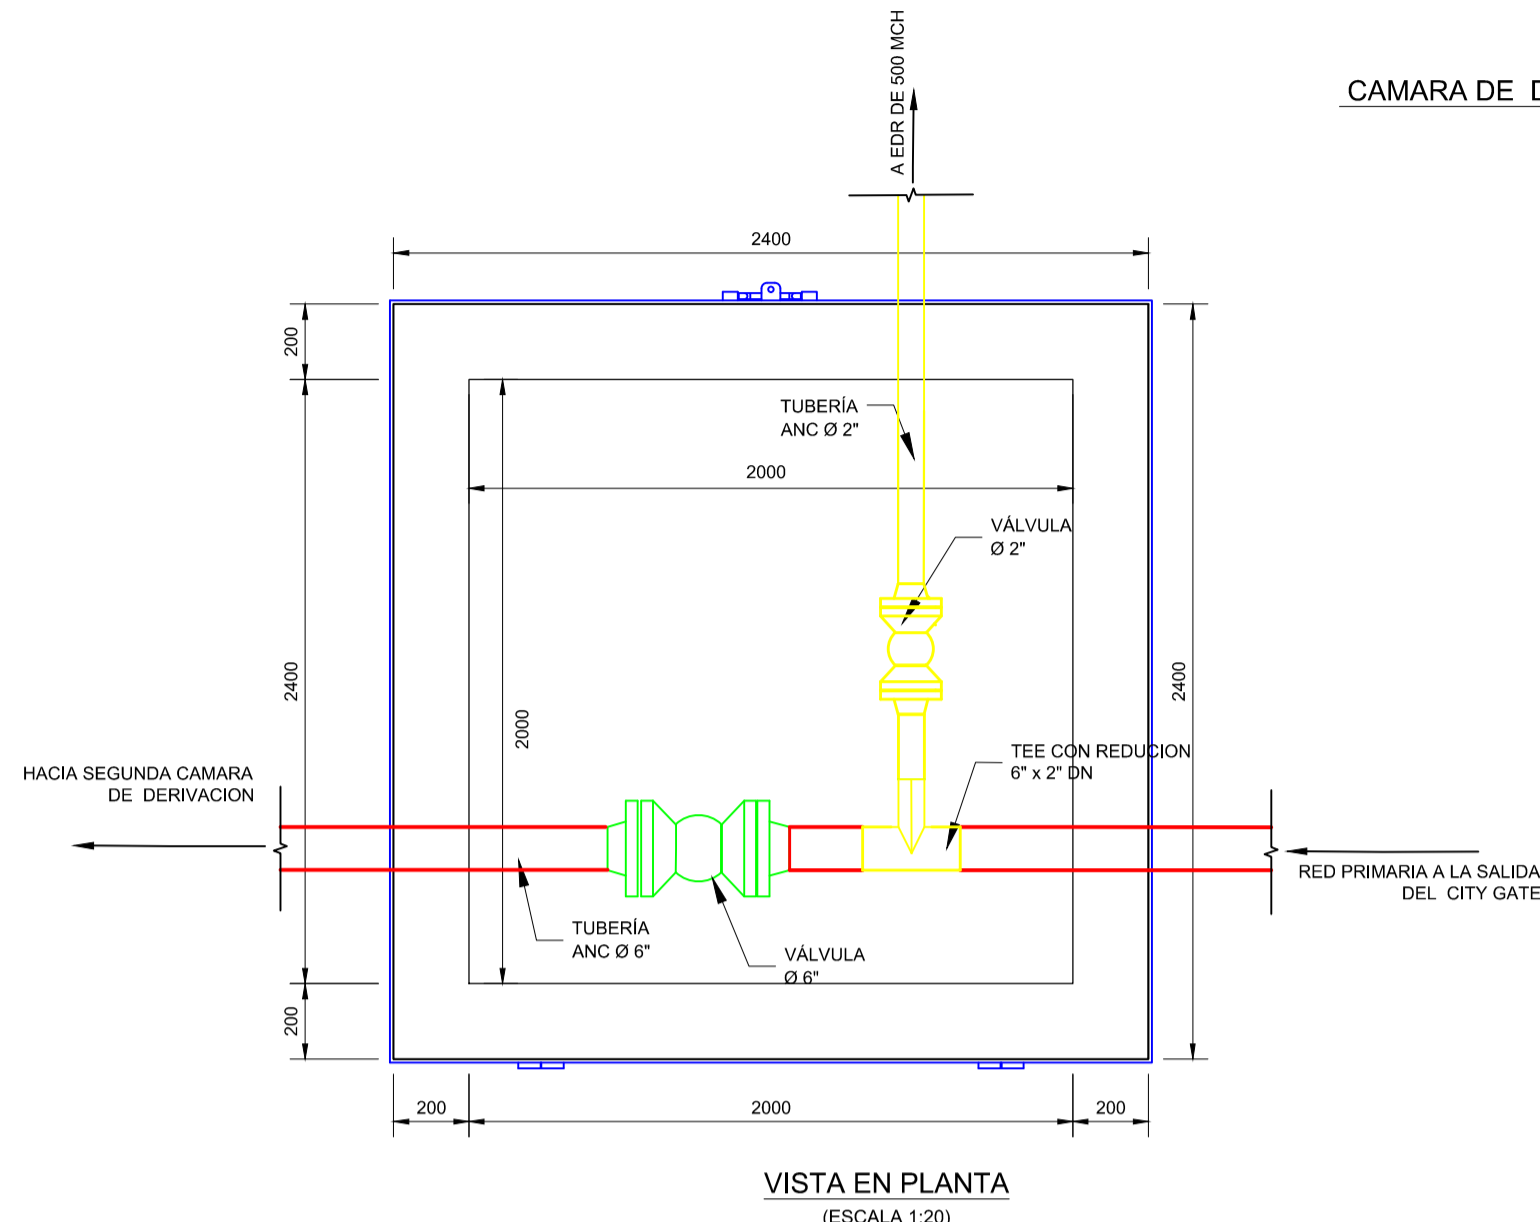 A EDR DE 500 MCH
CAMARA DE D
2400
200
TUBERÍA
ANC Ø 2"
2000
VÁLVULA
Ø 2"
2400
2000
2400
TEE CON REDUCION
6" x 2" DN
HACIA SEGUNDA CAMARA
DE DERIVACION
RED PRIMARIA A LA SALIDA
DEL CITY GATE
TUBERÍA
ANC Ø 6"
VÁLVULA
Ø 6"
200
200
2000
200
VISTA EN PLANTA
(ESCALA 1:20)